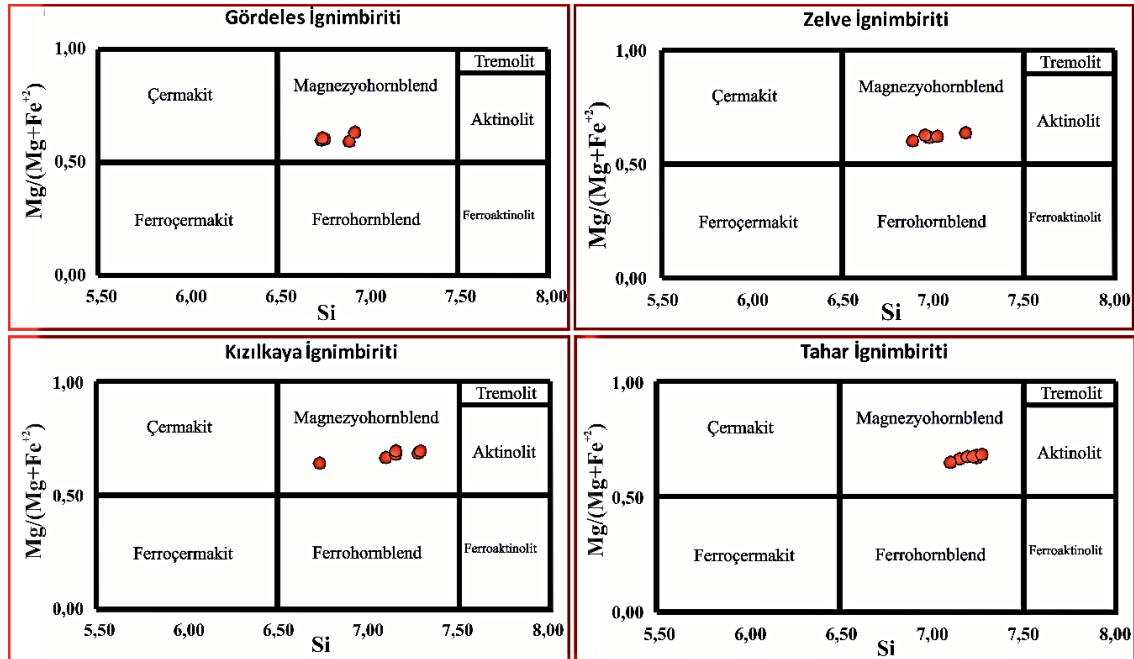 Gördeles İgnimbiriti
Mg/(Mg+Fe⁺²)
1,00
0,50
0,00
Çermakit
Magnezyohornblend
Tremolit
Aktinolit
Ferroçermakit
Ferrohornblend
Ferroaktinolit
5,50 6,00 6,50 7,00 7,50 8,00
Si
Zelve İgnimbiriti
Mg/(Mg+Fe⁺²)
1,00
0,50
0,00
Çermakit
Magnezyohornblend
Tremolit
Aktinolit
Ferroçermakit
Ferrohornblend
Ferroaktinolit
5,50 6,00 6,50 7,00 7,50 8,00
Si
Kızılkaya İgnimbiriti
Mg/(Mg+Fe⁺²)
1,00
0,50
0,00
Çermakit
Magnezyohornblend
Tremolit
Aktinolit
Ferroçermakit
Ferrohornblend
Ferroaktinolit
5,50 6,00 6,50 7,00 7,50 8,00
Si
Tahar İgnimbiriti
Mg/(Mg+Fe⁺²)
1,00
0,50
0,00
Çermakit
Magnezyohornblend
Tremolit
Aktinolit
Ferroçermakit
Ferrohornblend
Ferroaktinolit
5,50 6,00 6,50 7,00 7,50 8,00
Si